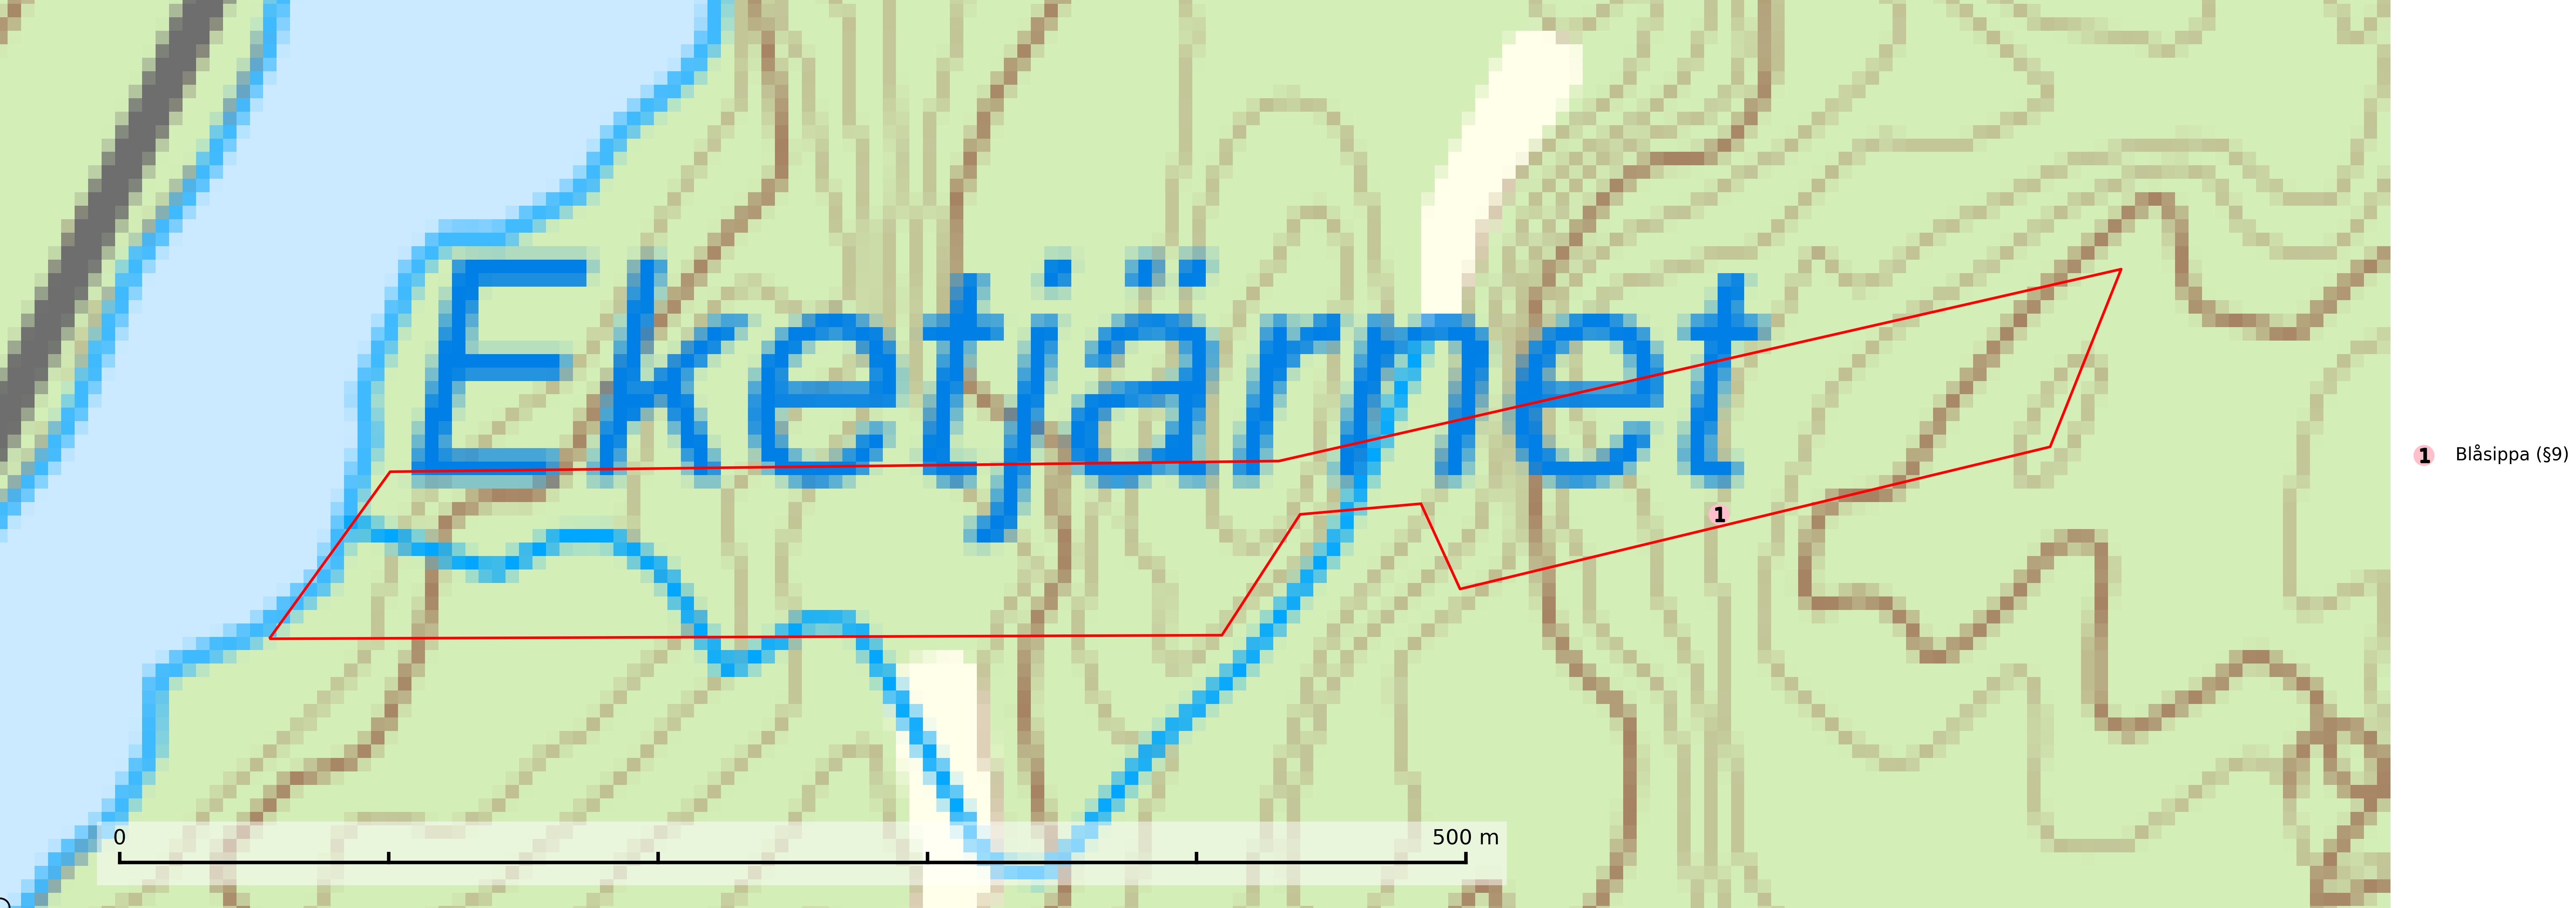 Eketjärnet
1
1 Blåsippa (§9)
0 500 m